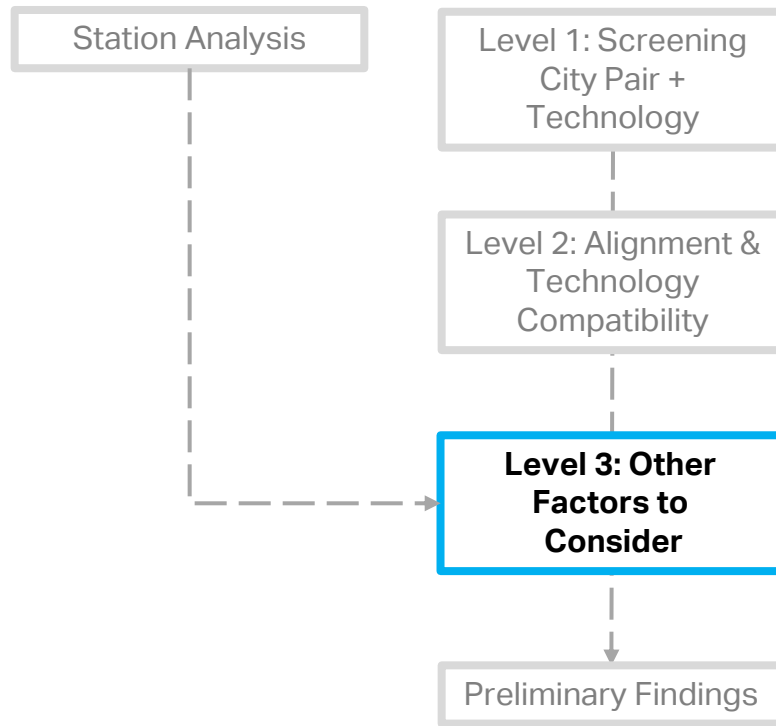 Station Analysis
Level 1: Screening
City Pair +
Technology
Level 2: Alignment &
Technology
Compatibility
Level 3: Other
Factors to
Consider
Preliminary Findings